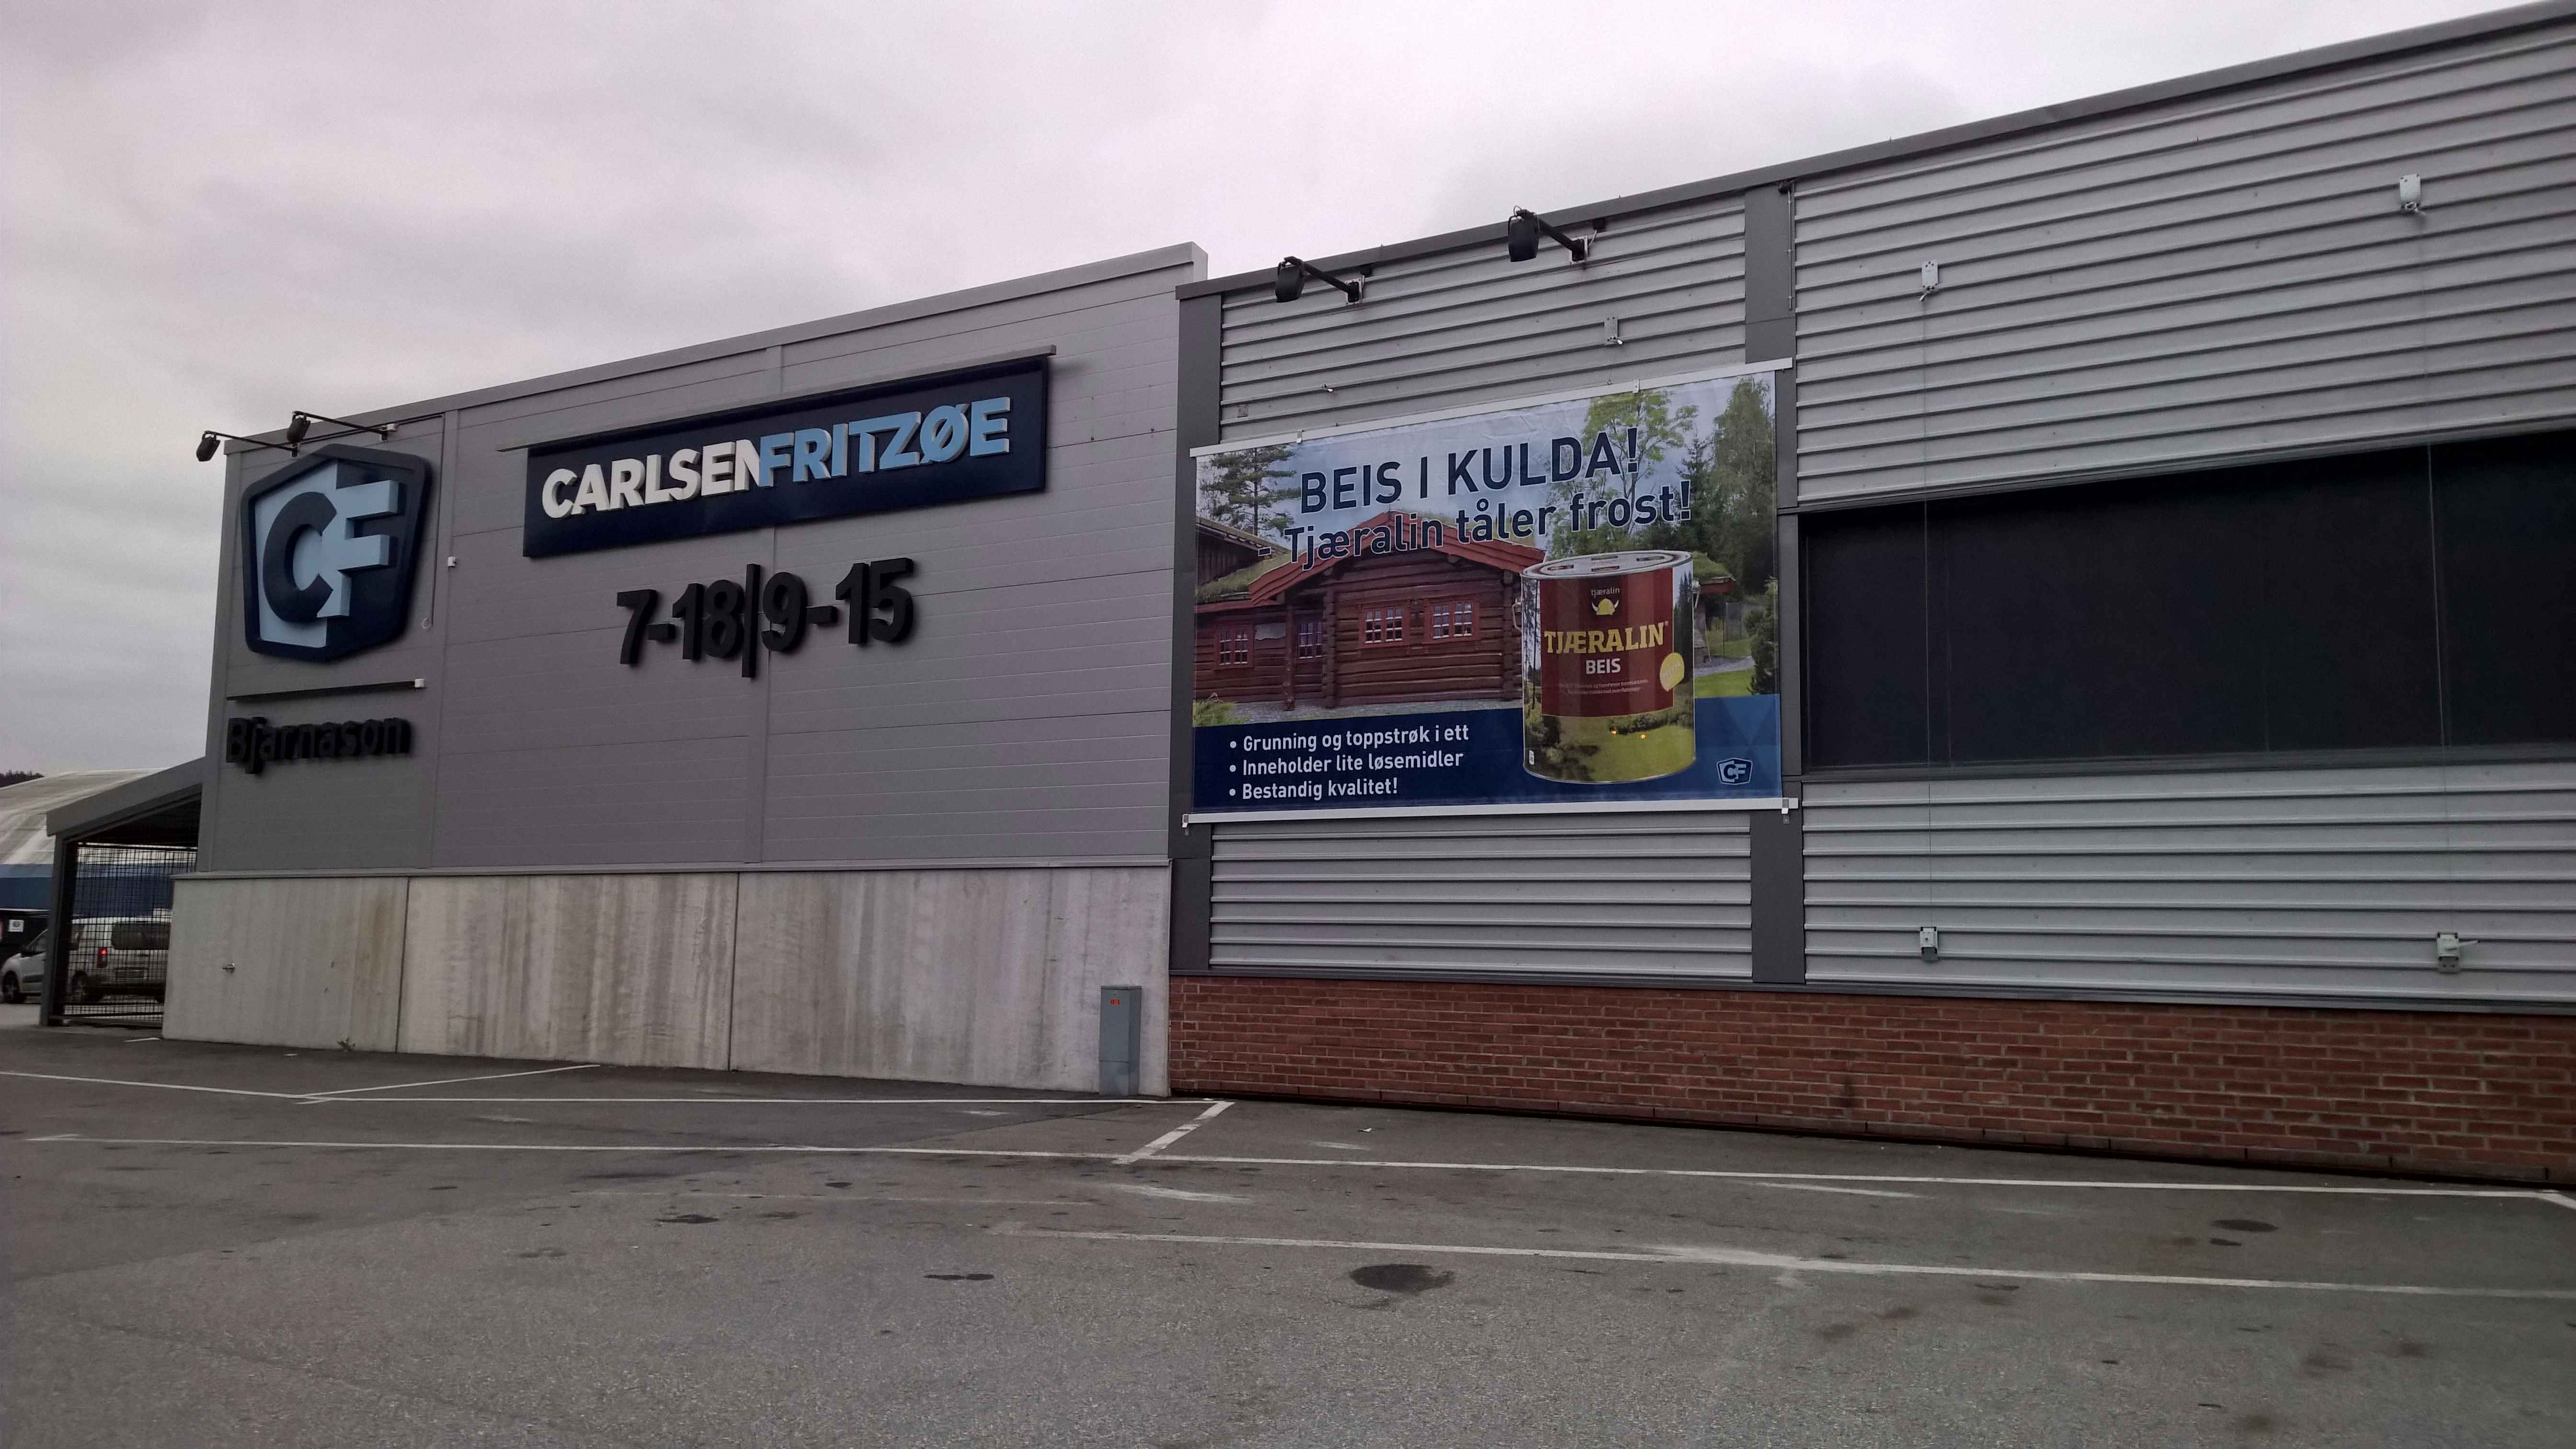 CF
Bjarnason
CARLSENFRITZØE
7-18|9-15
BEIS I KULDA!
- Tjæralin tåler frost!
tjæralin
TJÆRALIN
BEIS
• Grunning og toppstrøk i ett
• Inneholder lite løsemidler
• Bestandig kvalitet!
CF